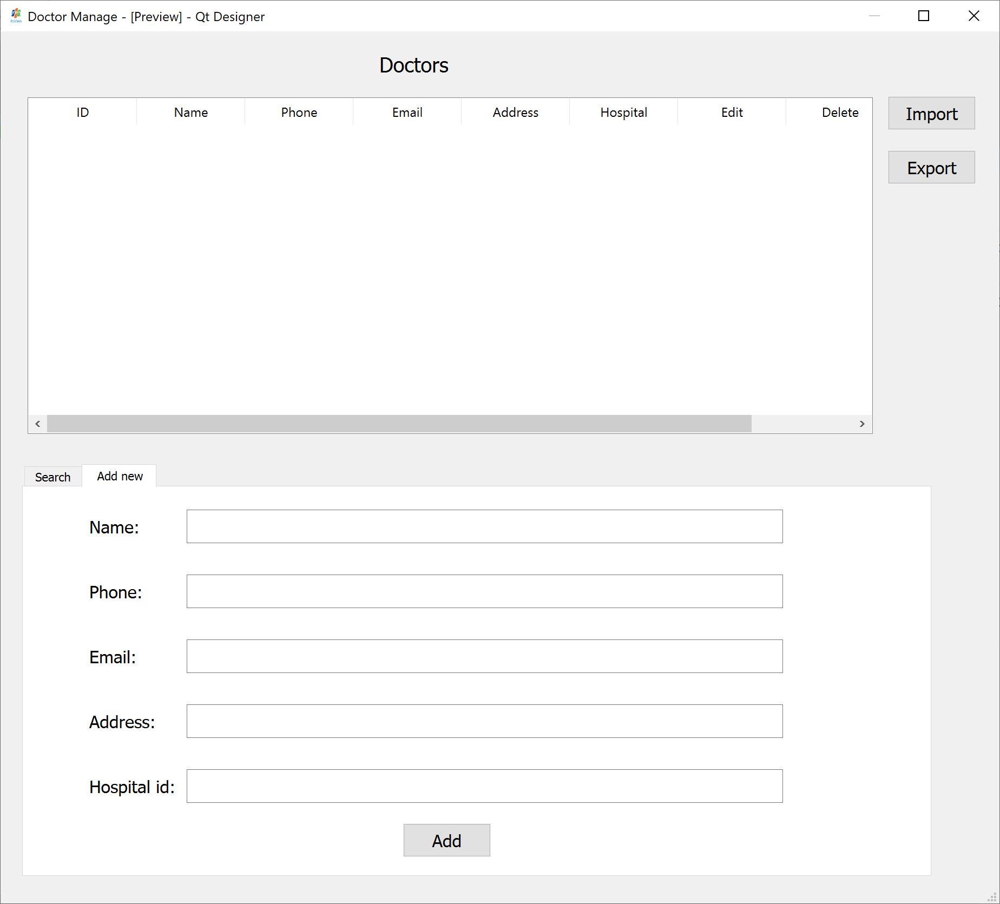 Doctor Manage - [Preview] - Qt Designer
Doctors
ID Name Phone Email Address Hospital Edit Delete
Import
Export
Search Add new
Name:
Phone:
Email:
Address:
Hospital id:
Add